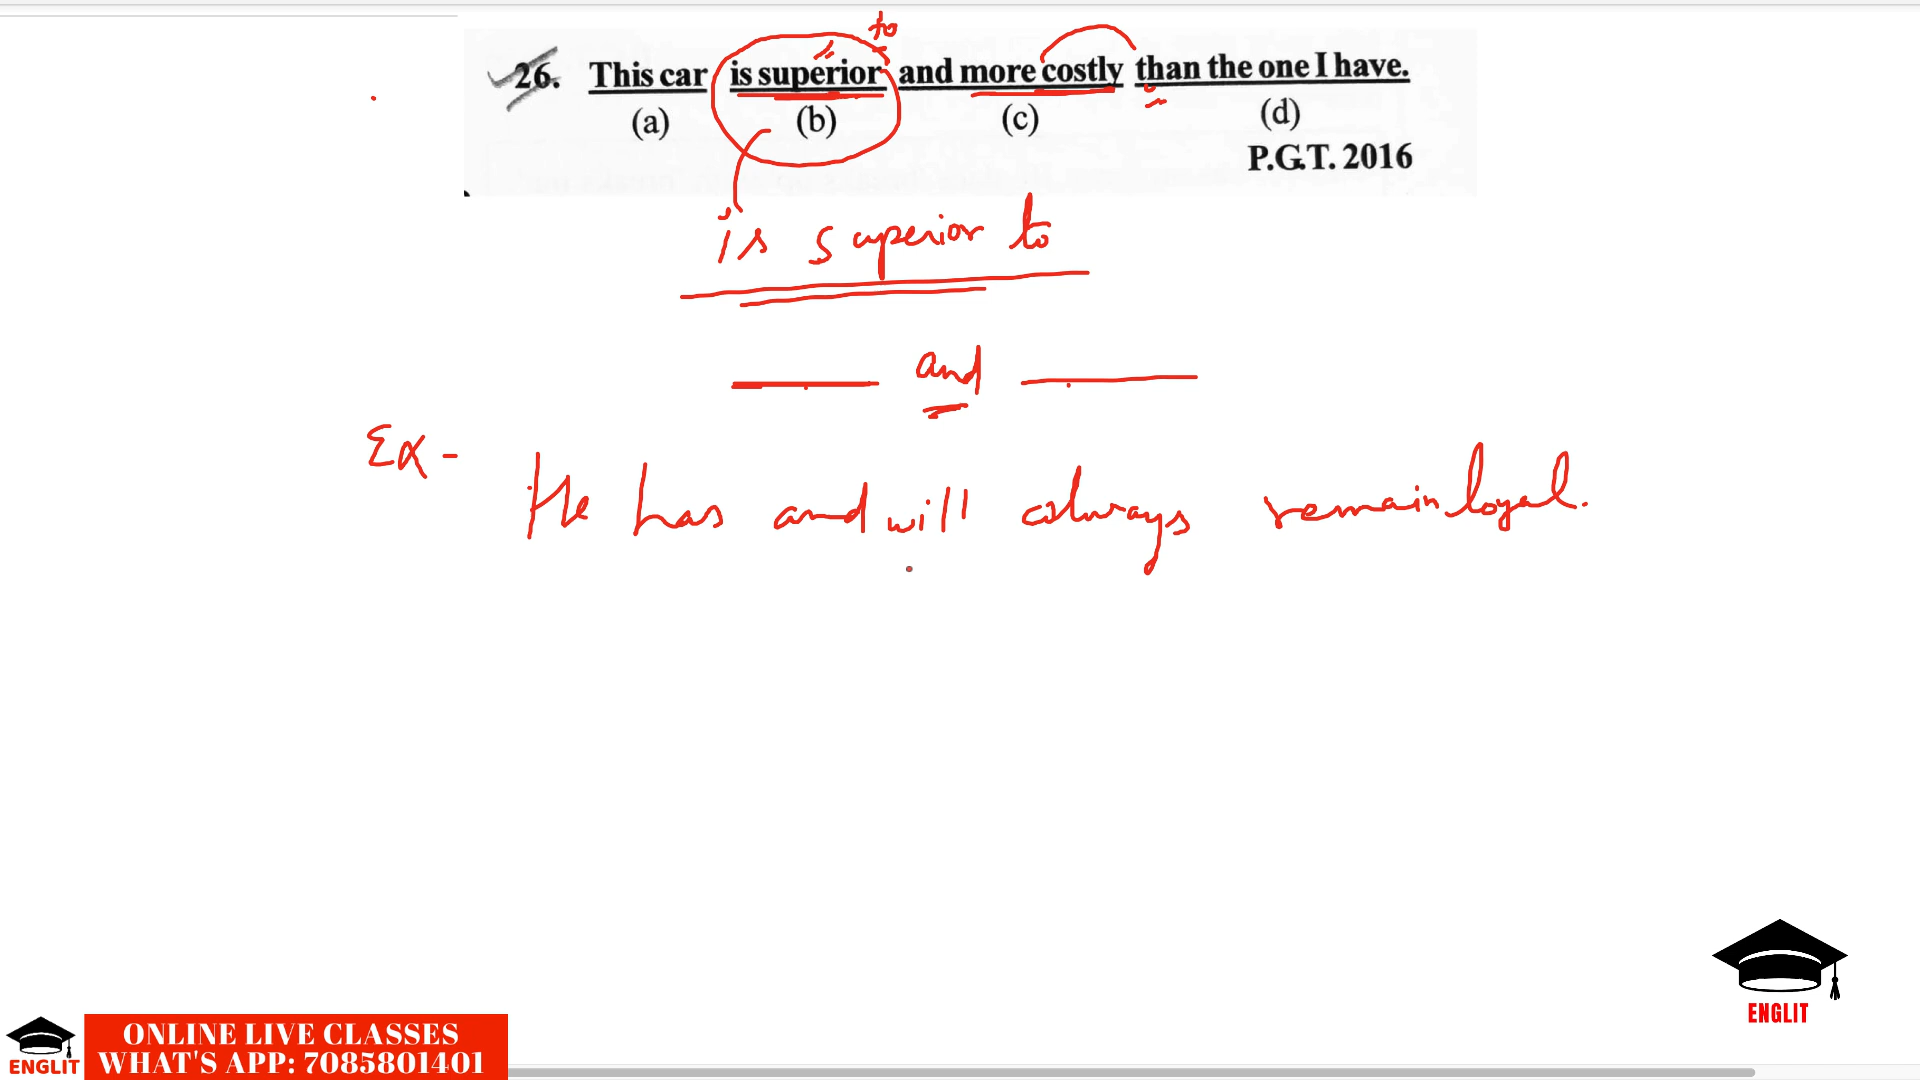 to
26. This car is superior and more costly than the one I have.
(a) (b) (c) (d)
P.G.T. 2016
is superior to
and
Ex - He has and will always remain loyal.
ENGLIT
ENGLIT
ONLINE LIVE CLASSES
WHAT'S APP: 7085801401